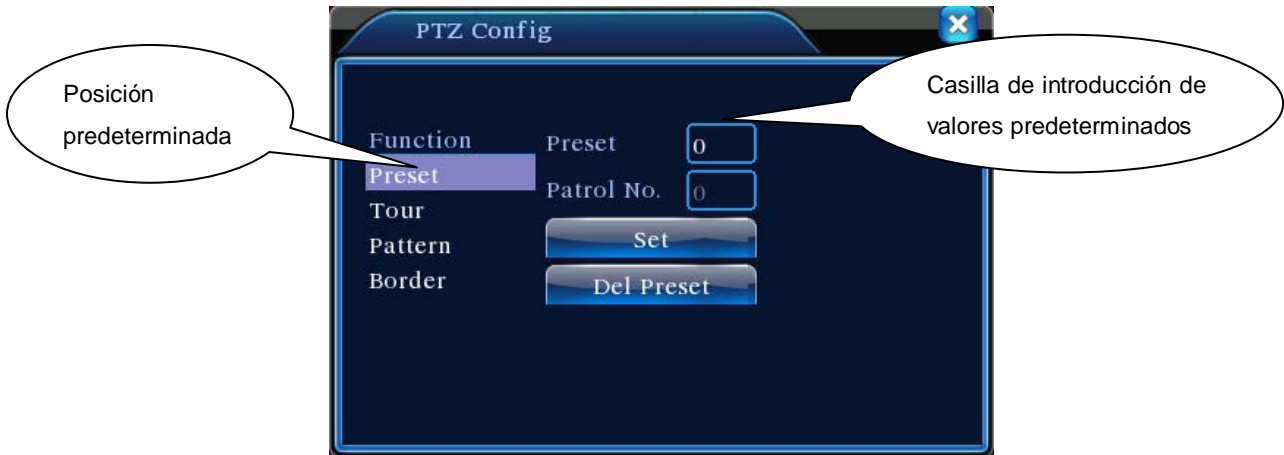 PTZ Config
Posición
predeterminada
Casilla de introducción de
valores predeterminados
Function
Preset
Tour
Pattern
Border
Preset 0
Patrol No. 0
Set
Del Preset